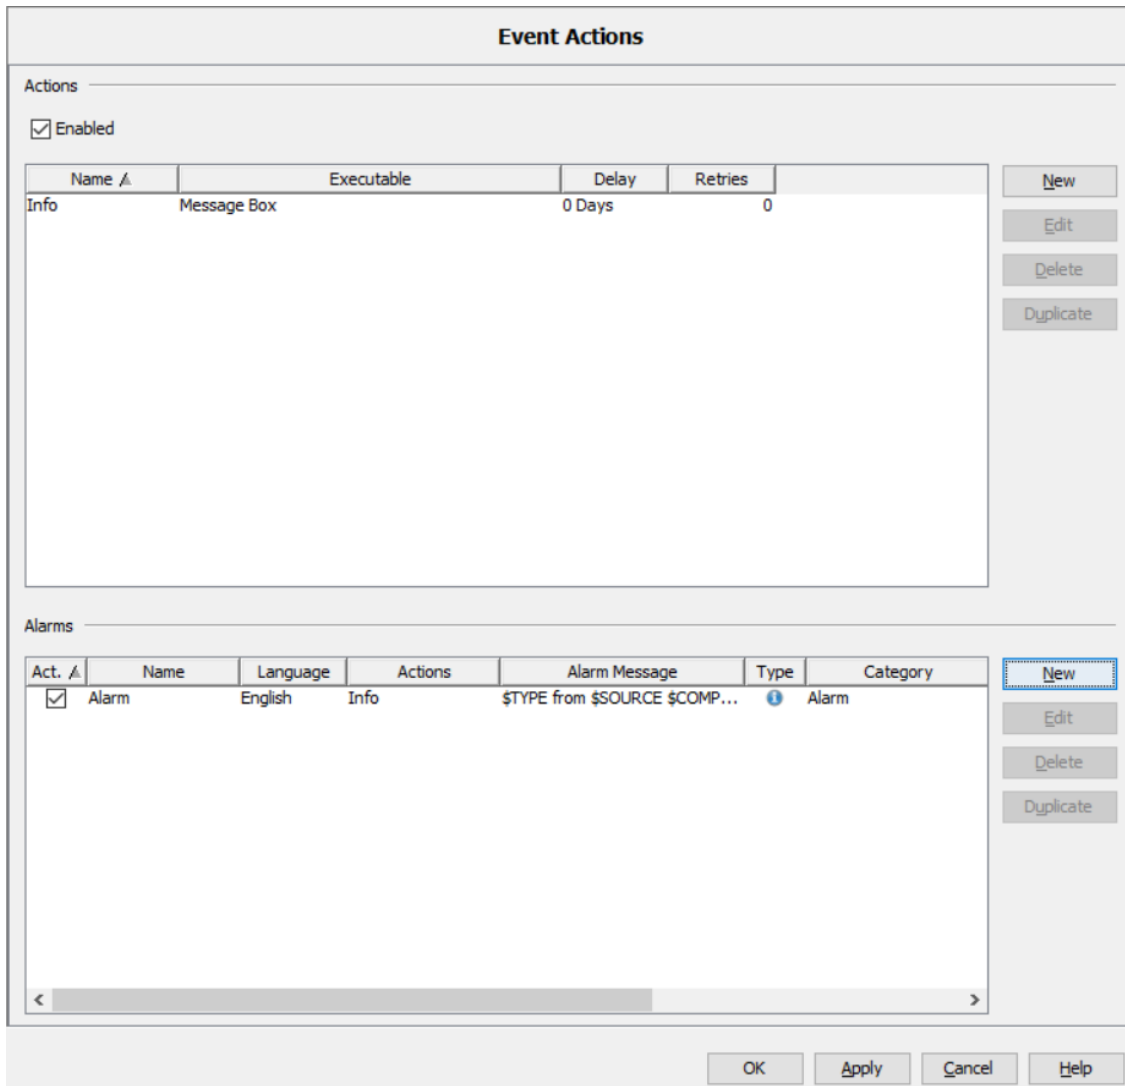 Event Actions
Actions
Enabled
Name Executable Delay Retries
Info Message Box 0 Days 0
New
Edit
Delete
Duplicate
Alarms
Act. Name Language Actions Alarm Message Type Category
Alarm English Info $TYPE from $SOURCE $COMP... Alarm
New
Edit
Delete
Duplicate
OK Apply Cancel Help